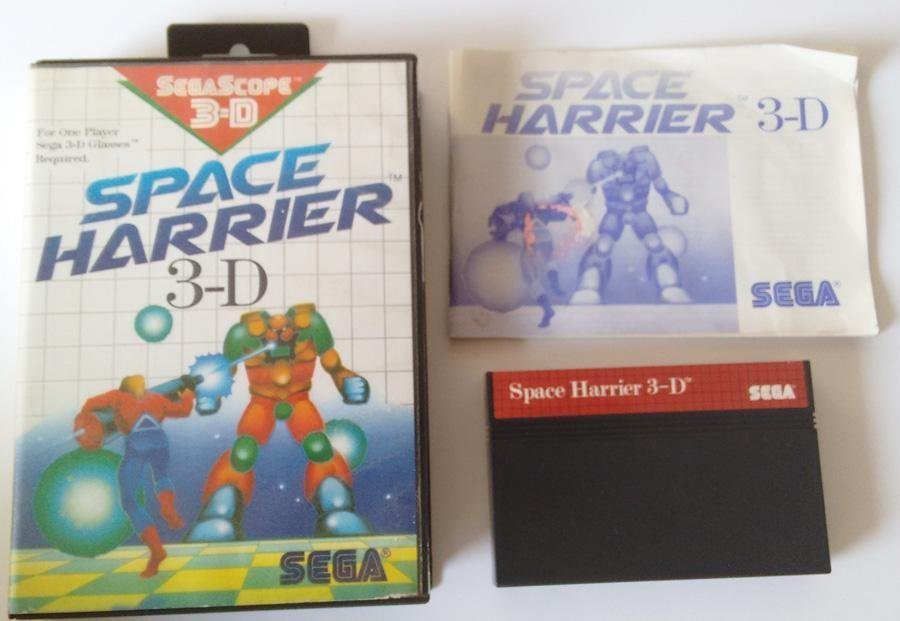 SEGASCOPE™
3-D
For One Player
Sega 3-D Glasses™
Required.
SPACE
HARRIER™
3-D
SEGA®
SPACE
HARRIER™ 3-D
SEGA®
Space Harrier 3-D™
SEGA®